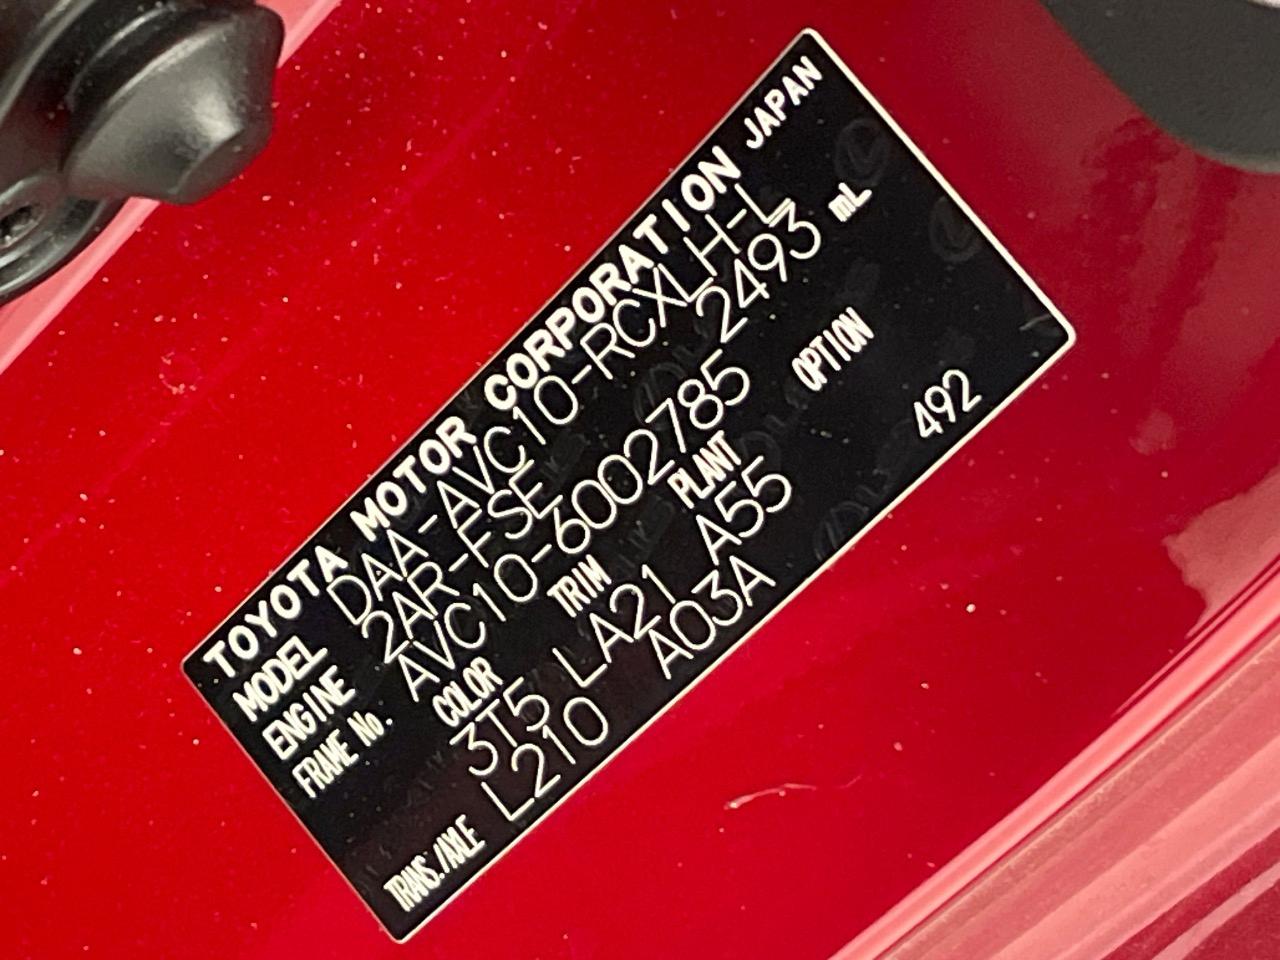 TOYOTA MOTOR CORPORATION JAPAN
MODEL DAA-AVC10-RCXLH-L
ENGINE 2AR-FSE 2493 mL
FRAME No. AVC10-6002785
COLOR TRIM PLANT OPTION
3T5 LA21 A55 492
TRANS./AXLE L210 A03A